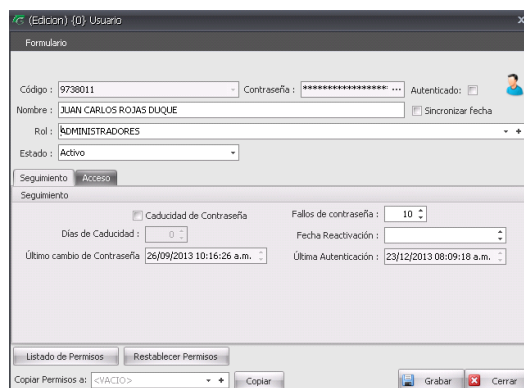 (Edicion) {0} Usuario
Formulario
Código : 9738011 Contraseña : ****************** ... Autenticado:
Nombre : JUAN CARLOS ROJAS DUQUE Sincronizar fecha
Rol : ADMINISTRADORES
Estado : Activo
Seguimiento Acceso
Seguimiento
Caducidad de Contraseña Fallos de contraseña : 10
Días de Caducidad : 0 Fecha Reactivación :
Último cambio de Contraseña 26/09/2013 10:16:26 a.m. Última Autenticación : 23/12/2013 08:09:18 a.m.
Listado de Permisos Restablecer Permisos
Copiar Permisos a: <VACIO> Copiar Grabar Cerrar